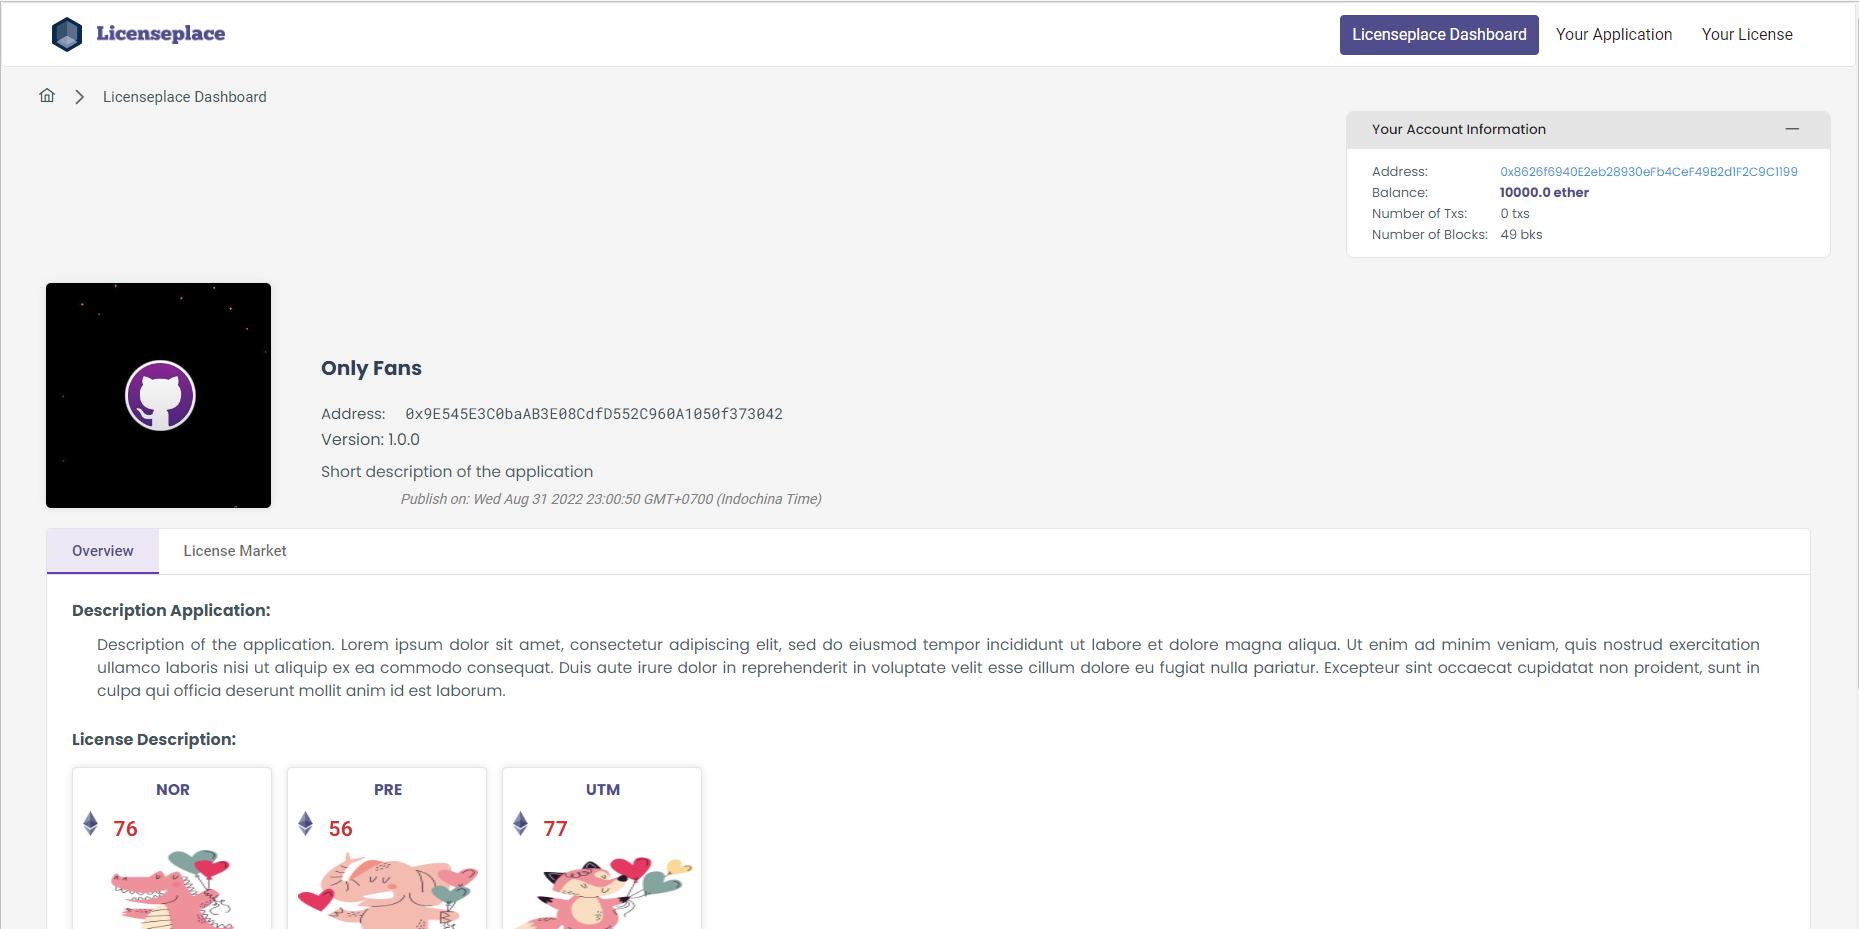 Licenseplace
Licenseplace Dashboard Your Application Your License
Licenseplace Dashboard
Your Account Information
Address: 0x8626f6940E2eb28930eFb4CeF49B2d1F2C9C1199
Balance: 10000.0 ether
Number of Txs: 0 txs
Number of Blocks: 49 bks
Only Fans
Address: 0x9E545E3C0baAB3E08CdfD552C960A1050f373042
Version: 1.0.0
Short description of the application
Publish on: Wed Aug 31 2022 23:00:50 GMT+0700 (Indochina Time)
Overview License Market
Description Application:
Description of the application. Lorem ipsum dolor sit amet, consectetur adipiscing elit, sed do eiusmod tempor incididunt ut labore et dolore magna aliqua. Ut enim ad minim veniam, quis nostrud exercitation
ullamco laboris nisi ut aliquip ex ea commodo consequat. Duis aute irure dolor in reprehenderit in voluptate velit esse cillum dolore eu fugiat nulla pariatur. Excepteur sint occaecat cupidatat non proident, sunt in
culpa qui officia deserunt mollit anim id est laborum.
License Description:
NOR PRE UTM
76 56 77